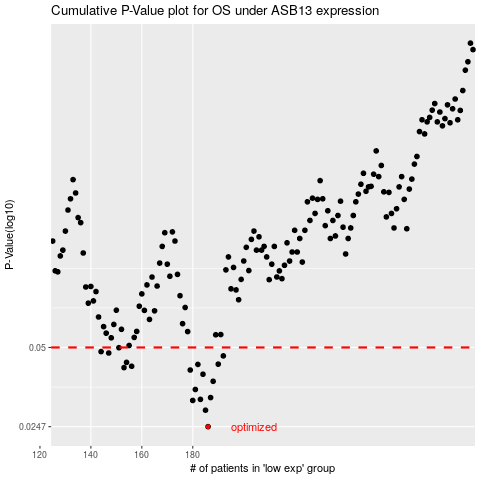 Cumulative P-Value plot for OS under ASB13 expression
P-Value(log10)
0.05
0.0247
optimized
120 140 160 180
# of patients in 'low exp' group